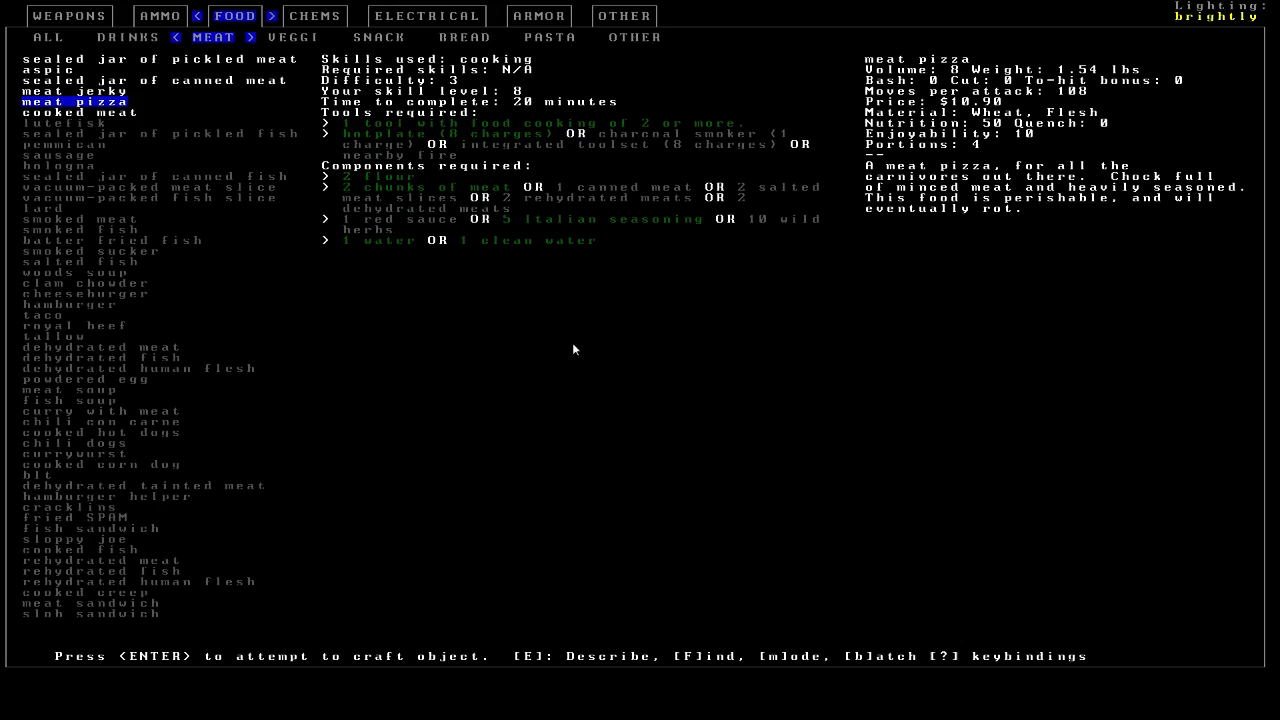 WEAPONS AMMO < FOOD > CHEMS ELECTRICAL ARMOR OTHER
Lighting:
brightly
ALL DRINKS < MEAT > VEGGI SNACK BREAD PASTA OTHER
sealed jar of pickled meat
aspic
sealed jar of canned meat
meat jerky
meat pizza
cooked meat
lutefisk
sealed jar of pickled fish
pemmican
sausage
bologna
sealed jar of canned fish
vacuum-packed meat slice
vacuum-packed fish slice
lard
smoked meat
smoked fish
batter fried fish
smoked sucker
salted fish
woods soup
clam chowder
cheeseburger
hamburger
taco
royal beef
tallow
dehydrated meat
dehydrated fish
dehydrated human flesh
powdered egg
meat soup
fish soup
curry with meat
chili con carne
cooked hot dogs
chili dogs
currywurst
cooked corn dog
blt
dehydrated tainted meat
hamburger helper
cracklins
fried SPAM
fish sandwich
sloppy joe
cooked fish
rehydrated meat
rehydrated fish
rehydrated human flesh
cooked creep
meat sandwich
slob sandwich
Skills used: cooking
Required skills: N/A
Difficulty: 3
Your skill level: 8
Time to complete: 20 minutes
Tools required:
> 1 tool with food cooking of 2 or more.
> hotplate (8 charges) OR charcoal smoker (1
charge) OR integrated toolset (8 charges) OR
nearby fire
Components required:
> 2 flour
> 2 chunks of meat OR 1 canned meat OR 2 salted
meat slices OR 2 rehydrated meats OR 2
dehydrated meats
> 1 red sauce OR 5 Italian seasoning OR 10 wild
herbs
> 1 water OR 1 clean water
meat pizza
Volume: 8 Weight: 1.54 lbs
Bash: 0 Cut: 0 To-hit bonus: 0
Moves per attack: 108
Price: $10.90
Material: Wheat, Flesh
Nutrition: 50 Quench: 0
Enjoyability: 10
Portions: 4
--
A meat pizza, for all the
carnivores out there. Chock full
of minced meat and heavily seasoned.
This food is perishable, and will
eventually rot.
Press <ENTER> to attempt to craft object. [E]: Describe, [F]ind, [m]ode, [b]atch [?] keybindings